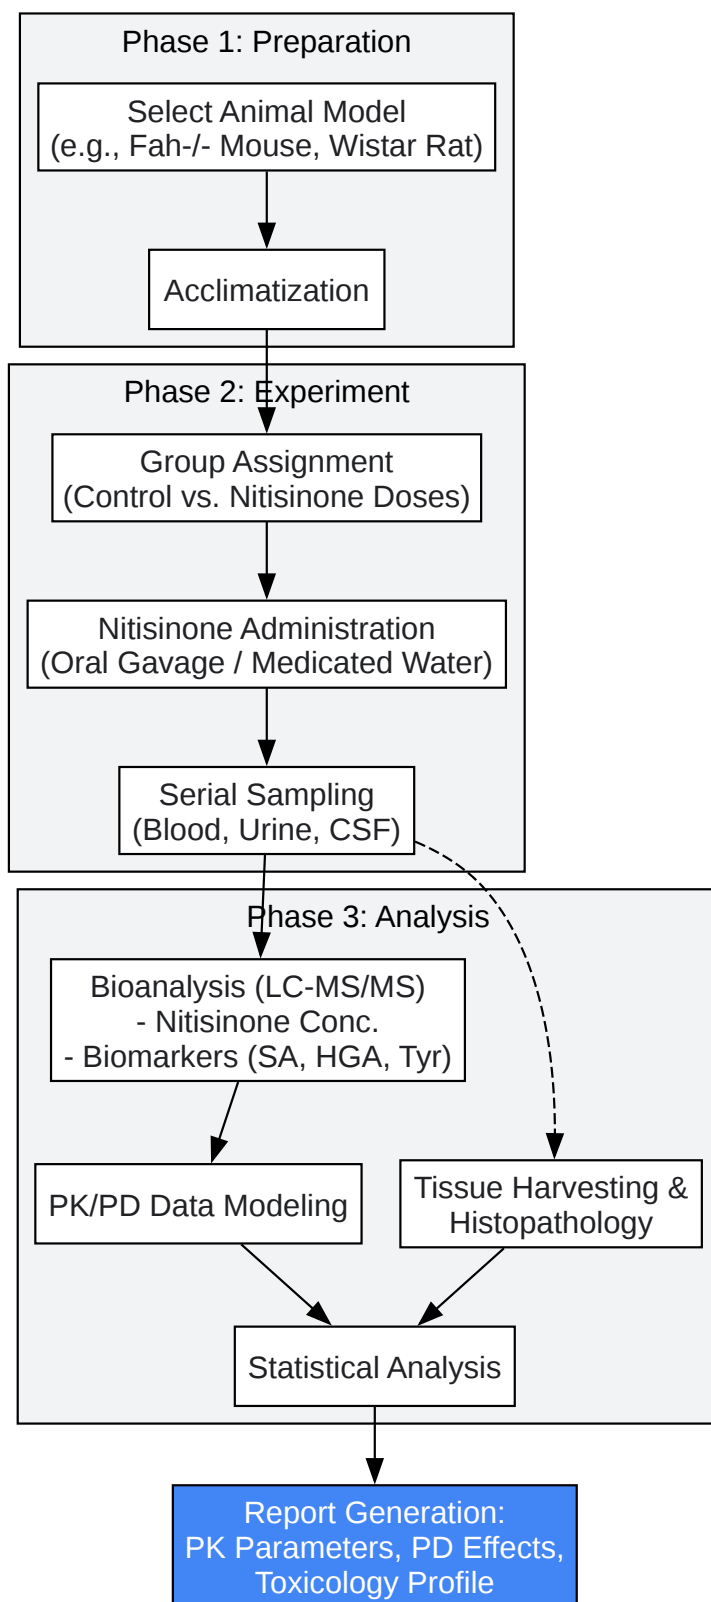 Phase 1: Preparation
Select Animal Model
(e.g., Fah-/- Mouse, Wistar Rat)
Acclimatization
Phase 2: Experiment
Group Assignment
(Control vs. Nitisinone Doses)
Nitisinone Administration
(Oral Gavage / Medicated Water)
Serial Sampling
(Blood, Urine, CSF)
Phase 3: Analysis
Bioanalysis (LC-MS/MS)
- Nitisinone Conc.
- Biomarkers (SA, HGA, Tyr)
PK/PD Data Modeling
Tissue Harvesting &
Histopathology
Statistical Analysis
Report Generation:
PK Parameters, PD Effects,
Toxicology Profile